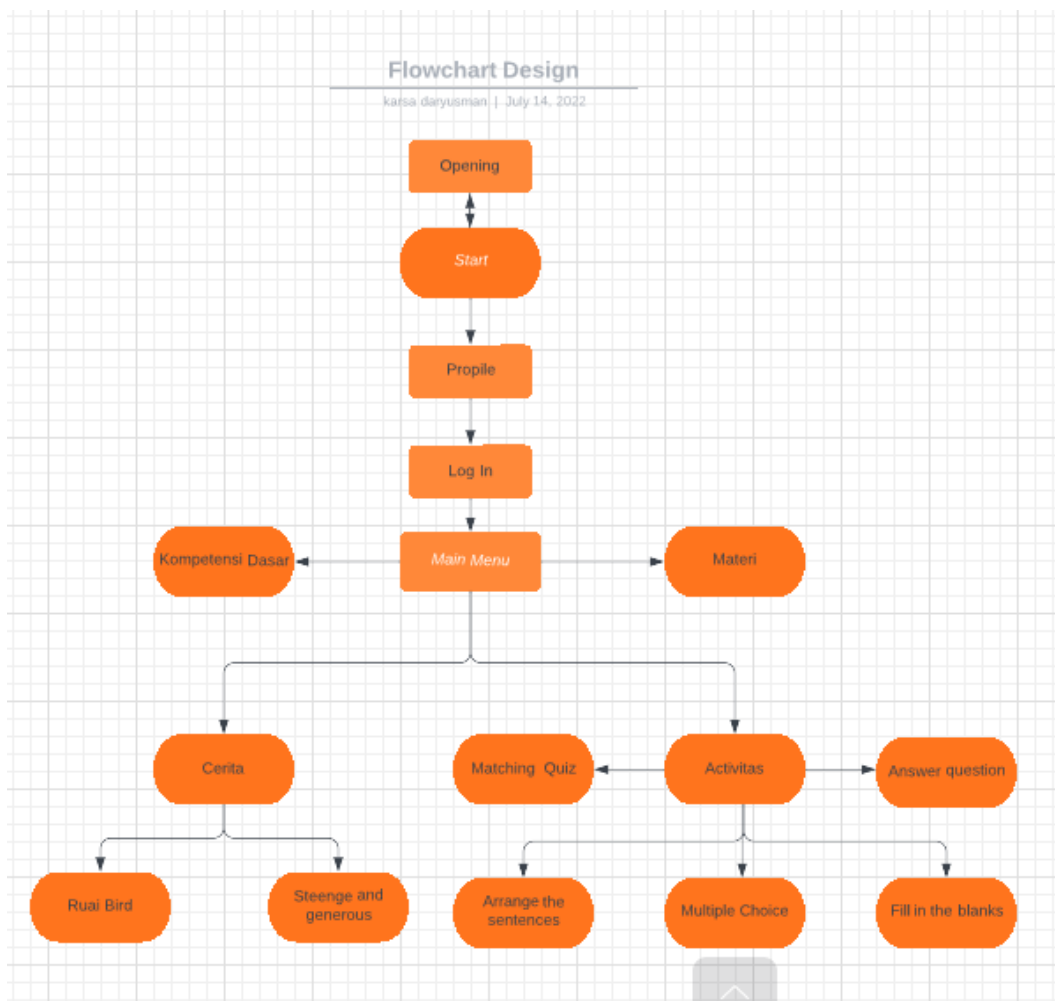 Flowchart Design
karsa daryusman | July 14, 2022
Opening
Start
Propile
Log In
Kompetensi Dasar
Main Menu
Materi
Cerita
Matching Quiz
Activitas
Answer question
Ruai Bird
Steenge and
generous
Arrange the
sentences
Multiple Choice
Fill in the blanks